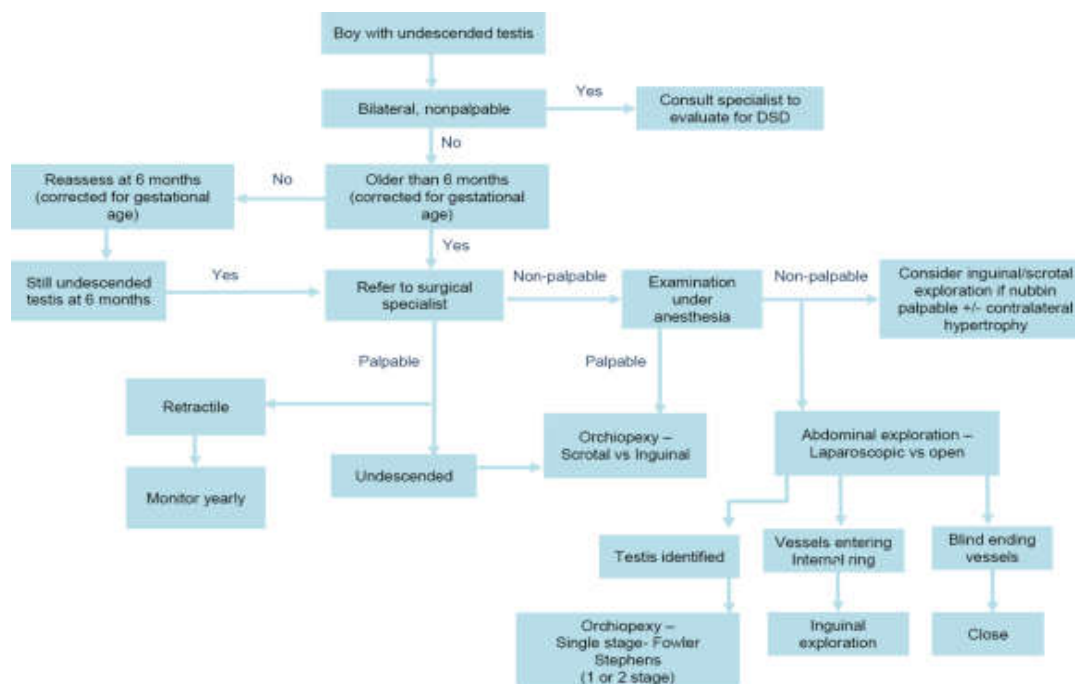 Boy with undescended testis
Bilateral, nonpalpable
Yes
Consult specialist to
evaluate for DSD
No
Reassess at 6 months
(corrected for gestational
age)
No
Older than 6 months
(corrected for gestational
age)
Yes
Still undescended
testis at 6 months
Yes
Refer to surgical
specialist
Non-palpable
Examination
under
anesthesia
Non-palpable
Consider inguinal/scrotal
exploration if nubbin
palpable +/- contralateral
hypertrophy
Palpable
Palpable
Retractile
Monitor yearly
Undescended
Orchiopexy –
Scrotal vs Inguinal
Abdominal exploration –
Laparoscopic vs open
Testis identified
Vessels entering
Internal ring
Blind ending
vessels
Orchiopexy –
Single stage- Fowler
Stephens
(1 or 2 stage)
Inguinal
exploration
Close